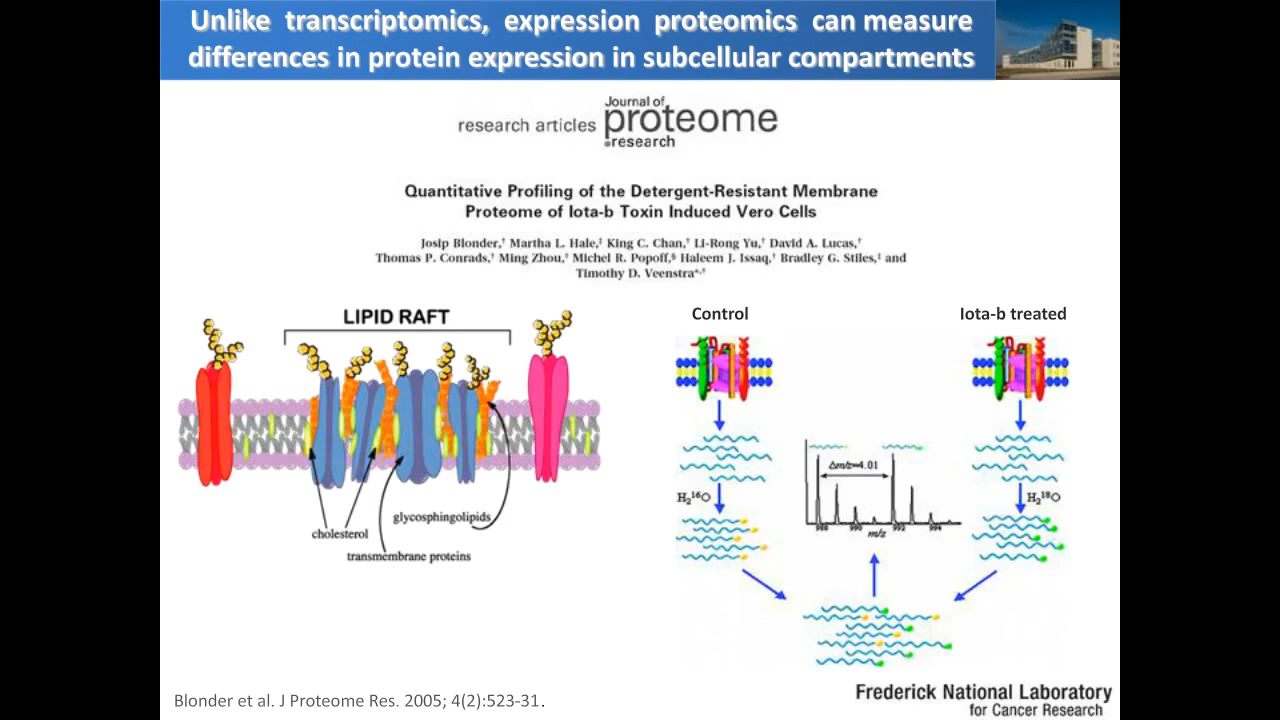 Unlike transcriptomics, expression proteomics can measure
differences in protein expression in subcellular compartments
research articles
Journal of
proteome
research
Quantitative Profiling of the Detergent-Resistant Membrane
Proteome of Iota-b Toxin Induced Vero Cells
Josip Blonder,† Martha L. Hale,‡ King C. Chan,† Li-Rong Yu,† David A. Lucas,†
Thomas P. Conrads,† Ming Zhou,† Michel R. Popoff,§ Haleem J. Issaq,† Bradley G. Stiles,‡ and
Timothy D. Veenstra*,†
LIPID RAFT
cholesterol
glycosphingolipids
transmembrane proteins
Control
Iota-b treated
H₂¹⁶O
H₂¹⁸O
Δm/z=4.01
988 990 992 994
m/z
Blonder et al. J Proteome Res. 2005; 4(2):523-31.
Frederick National Laboratory
for Cancer Research